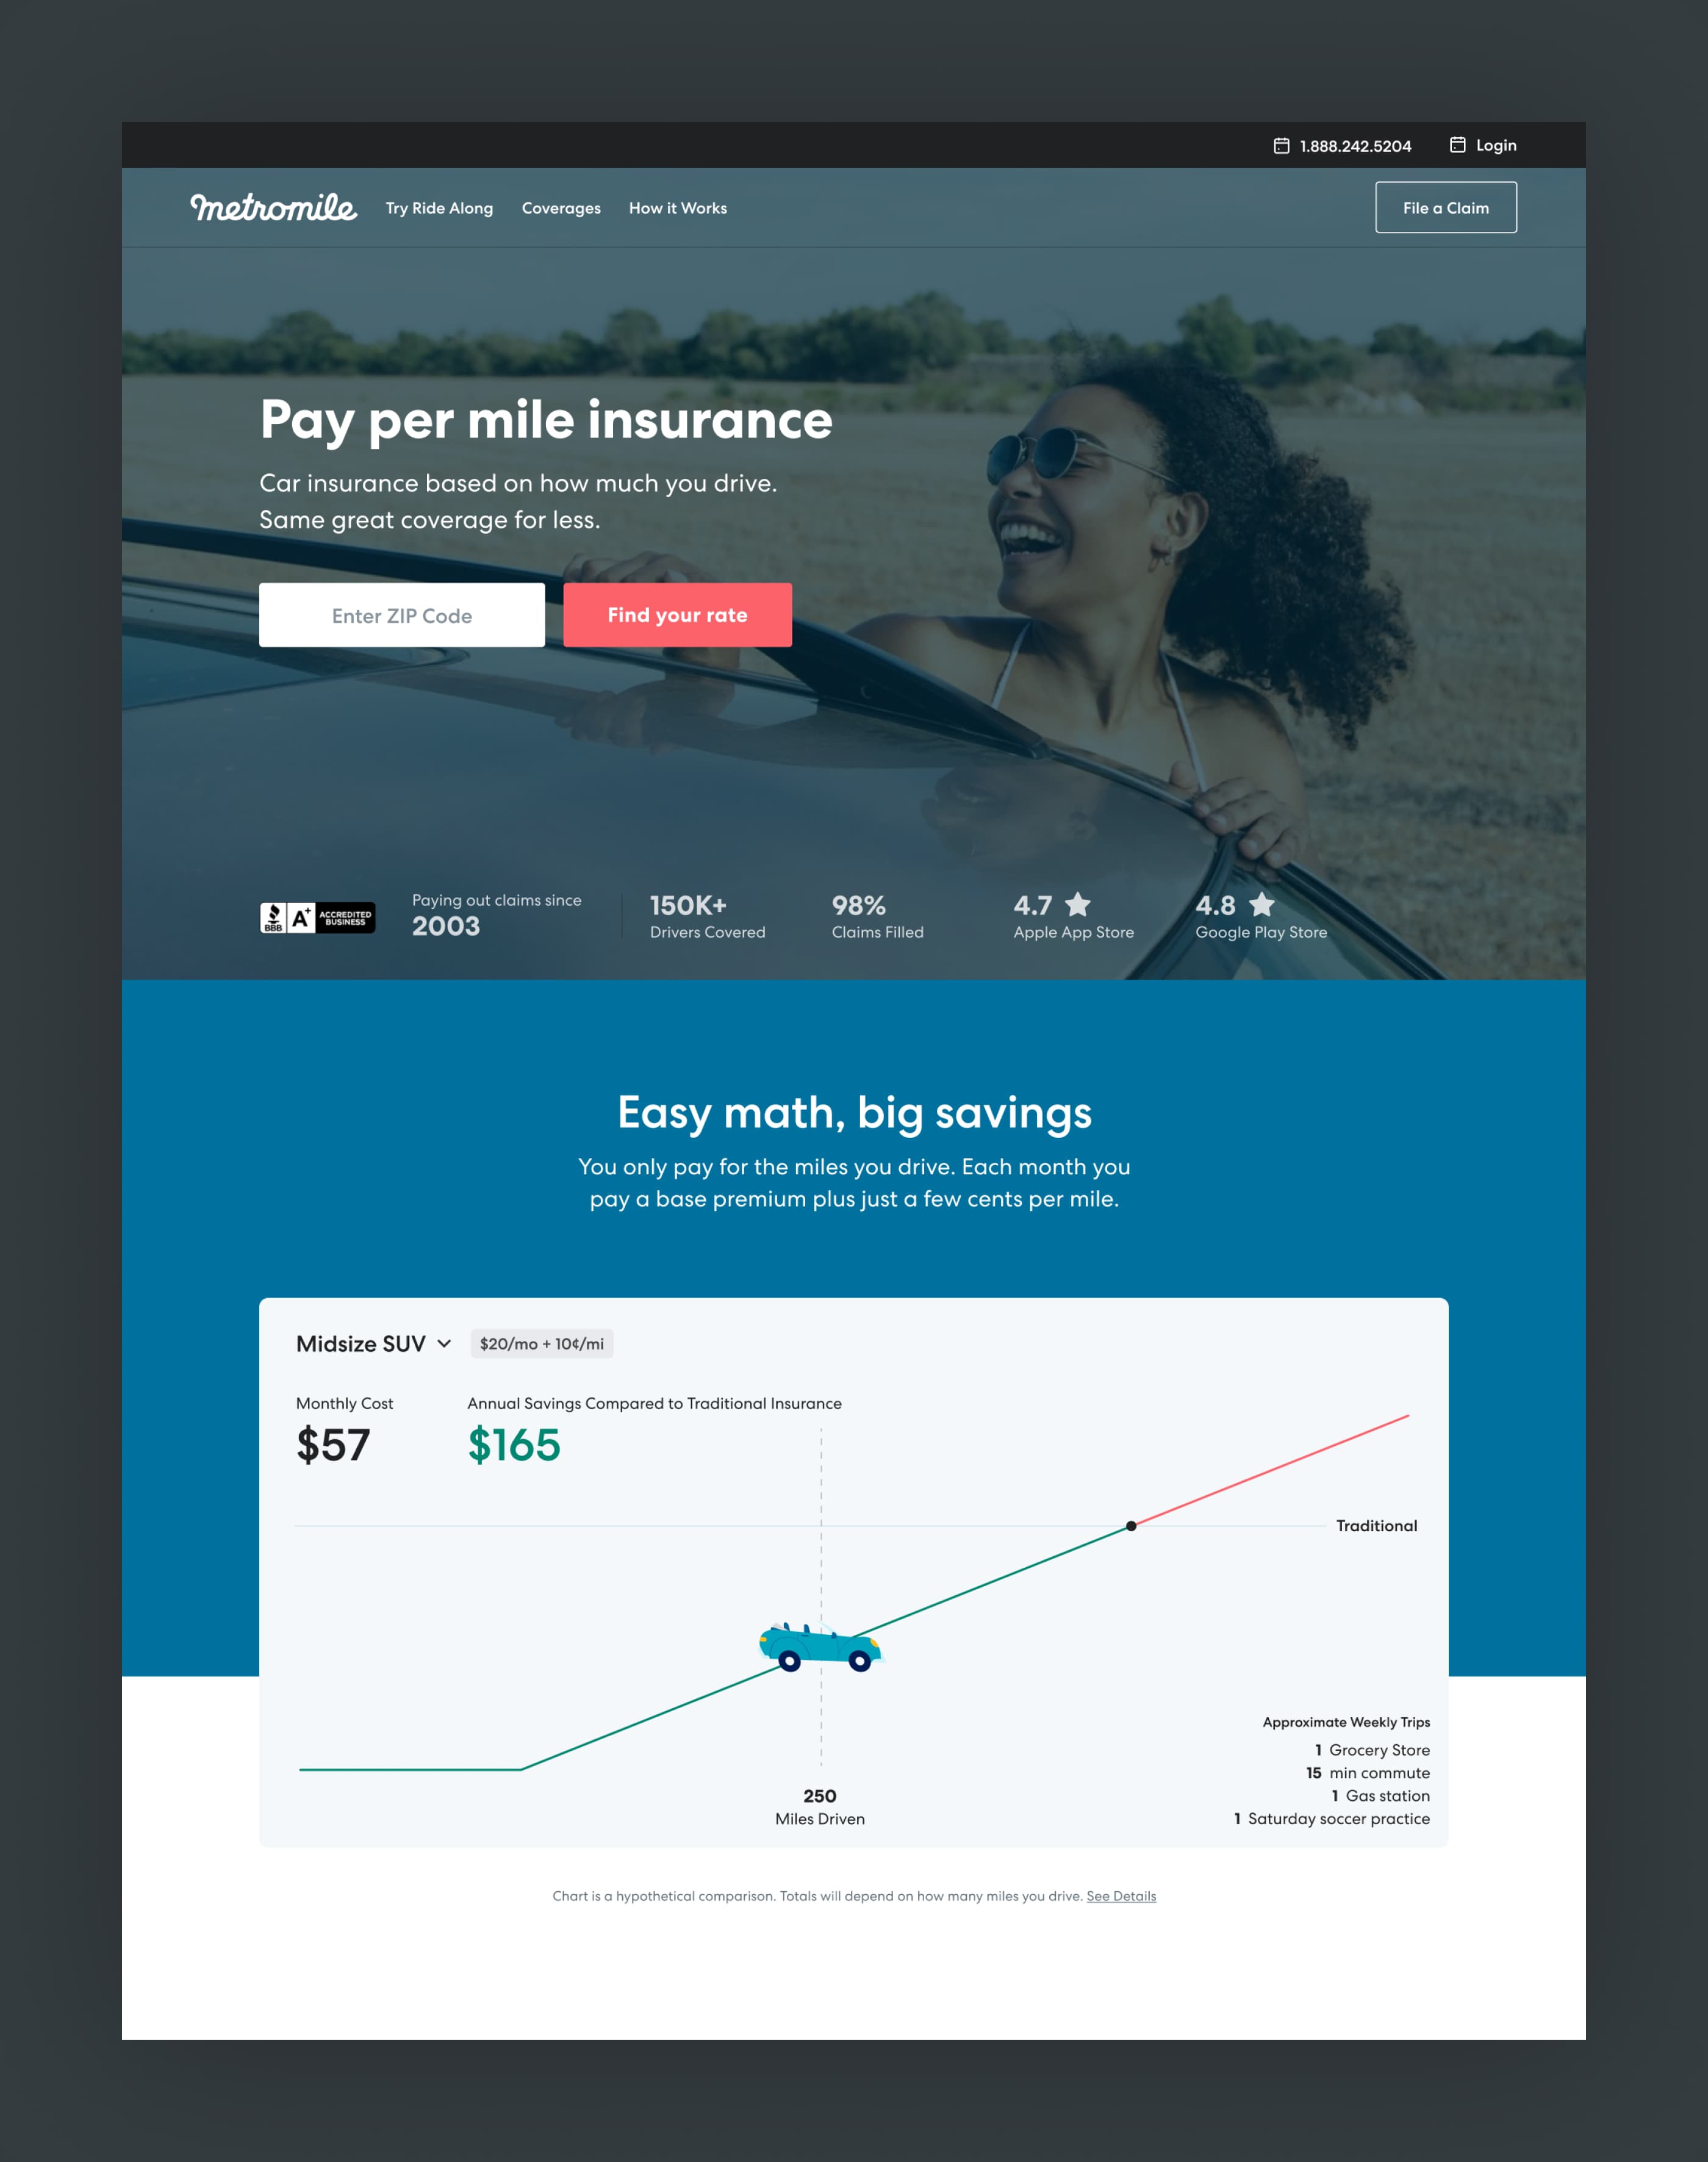 1.888.242.5204
Login
metromile
Try Ride Along
Coverages
How it Works
File a Claim
Pay per mile insurance
Car insurance based on how much you drive.
Same great coverage for less.
Enter ZIP Code
Find your rate
BBB
A+
ACCREDITED
BUSINESS
Paying out claims since
2003
150K+
Drivers Covered
98%
Claims Filled
4.7
Apple App Store
4.8
Google Play Store
Easy math, big savings
You only pay for the miles you drive. Each month you
pay a base premium plus just a few cents per mile.
Midsize SUV
$20/mo + 10¢/mi
Monthly Cost
$57
Annual Savings Compared to Traditional Insurance
$165
Traditional
250
Miles Driven
Approximate Weekly Trips
1 Grocery Store
15 min commute
1 Gas station
1 Saturday soccer practice
Chart is a hypothetical comparison. Totals will depend on how many miles you drive. See Details